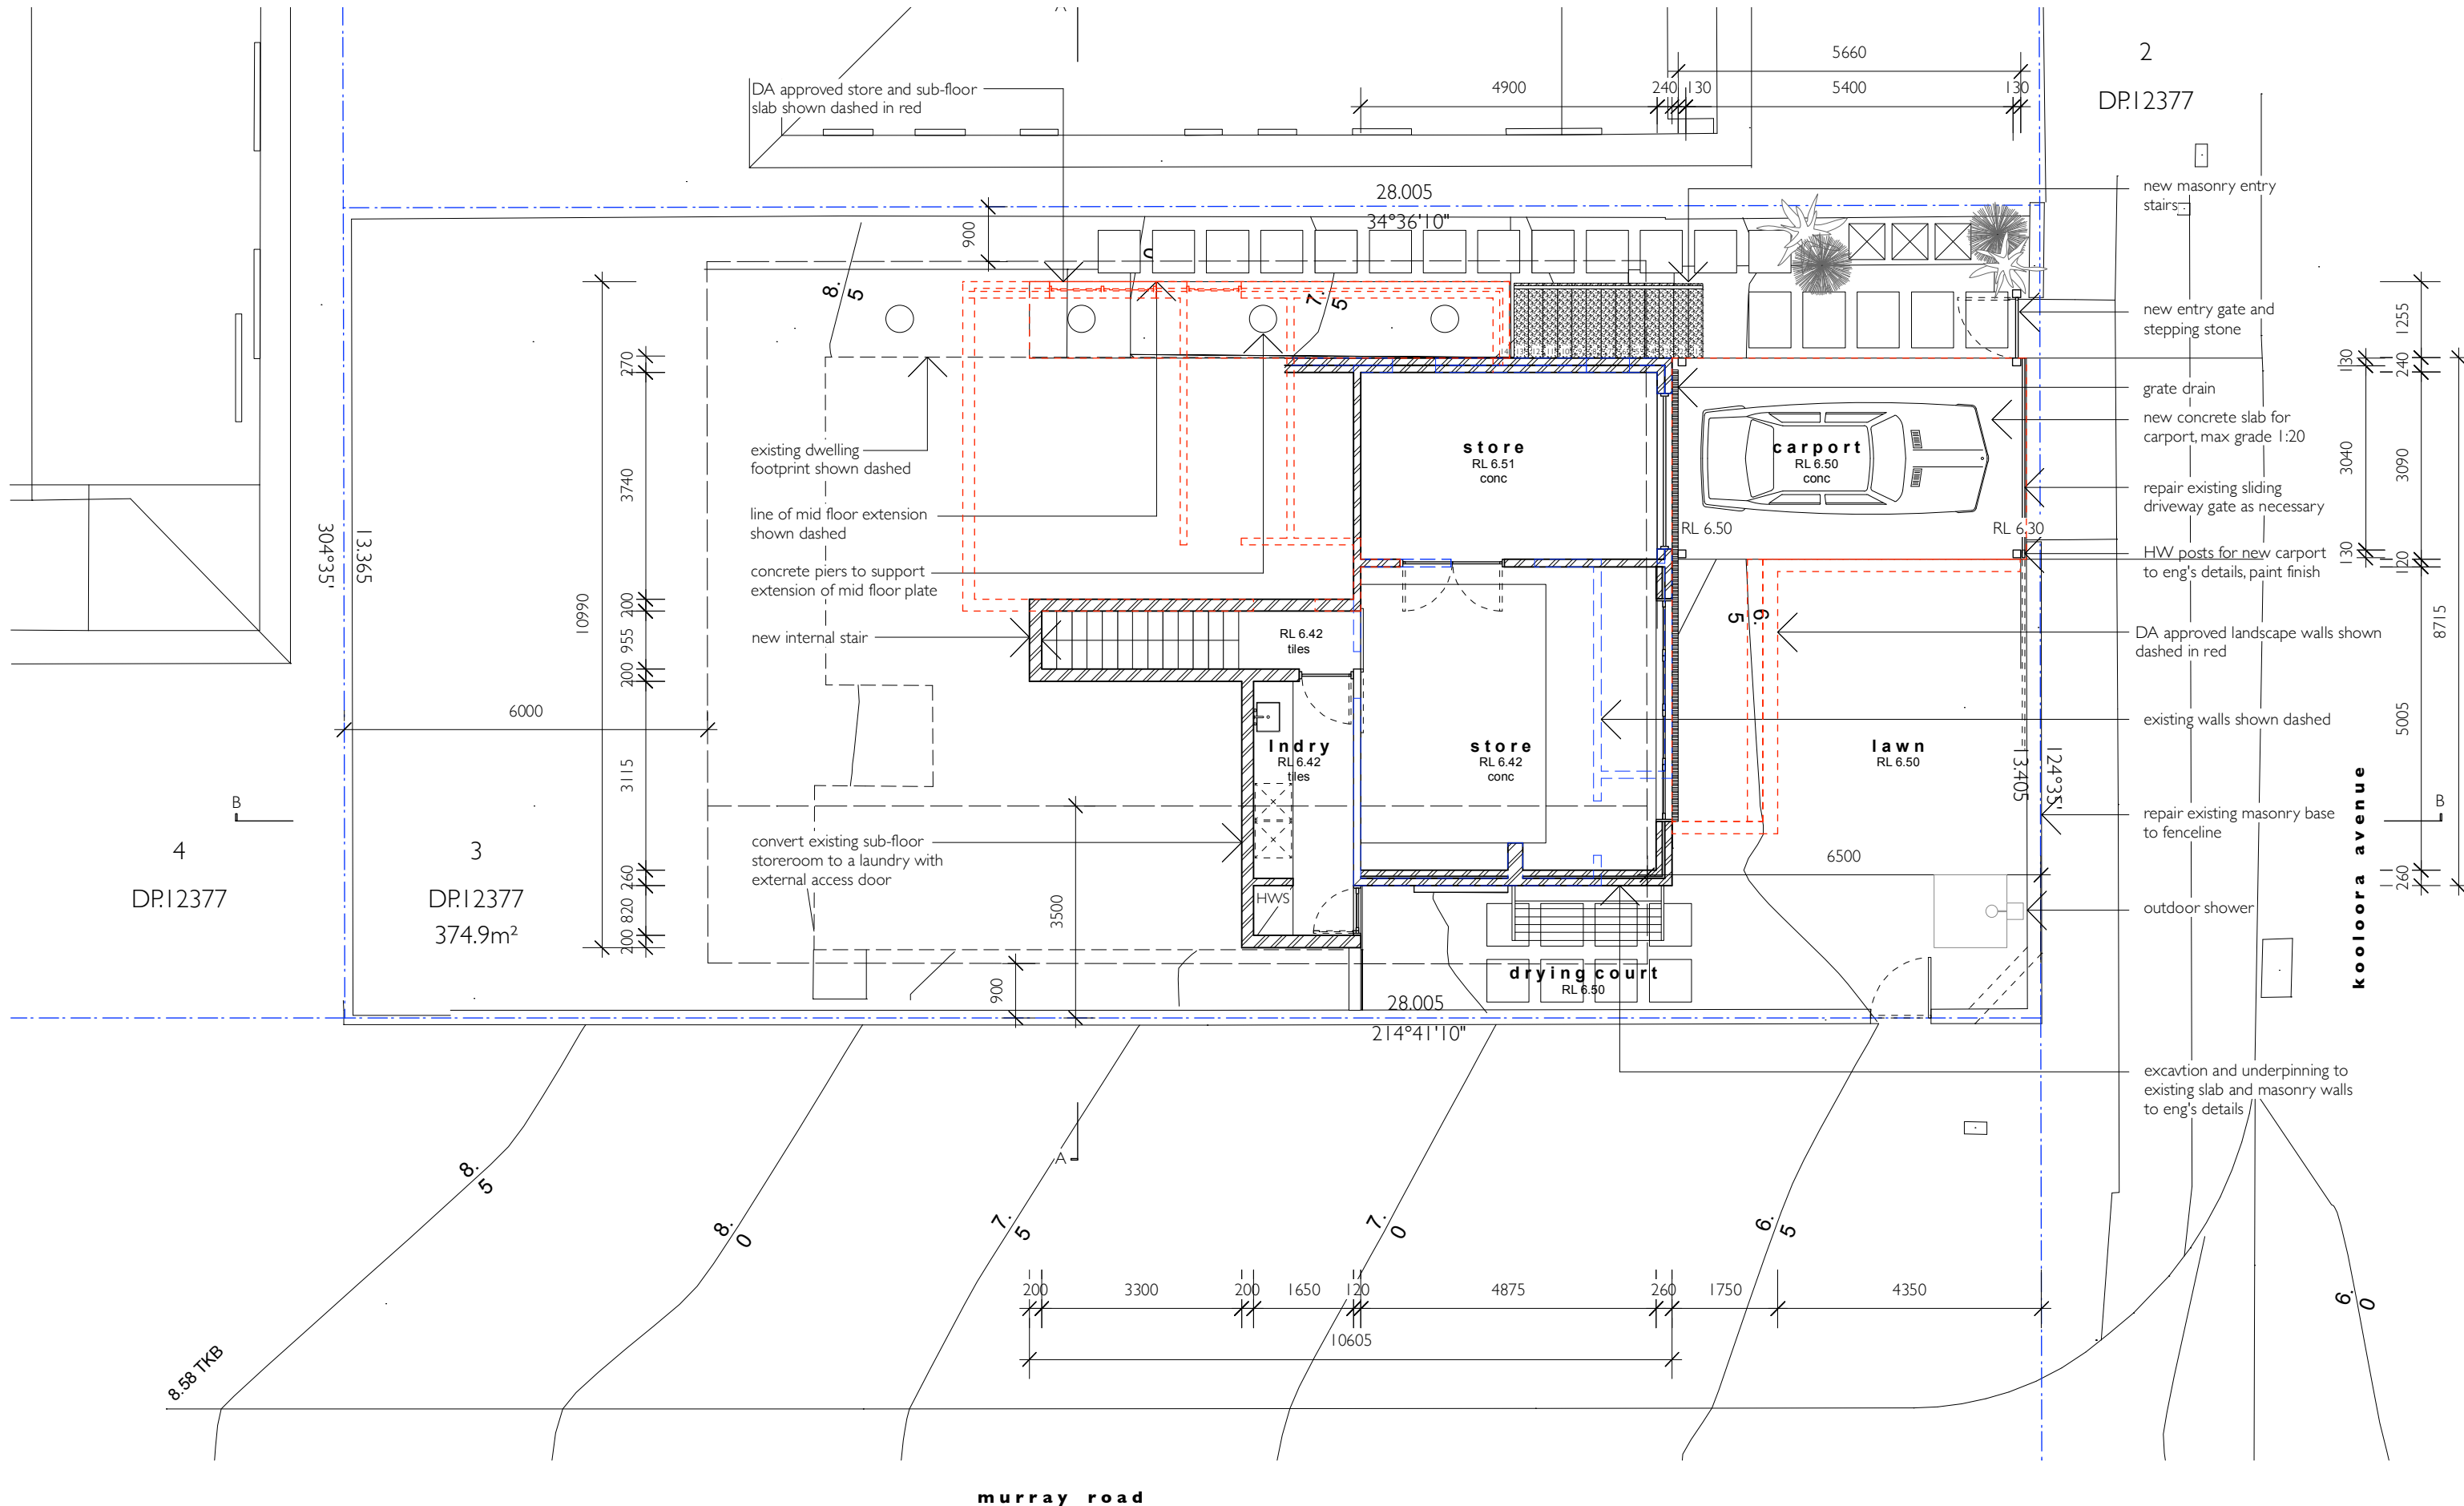 A
5660
4900
240
130
5400
130
2
DP.12377
DA approved store and sub-floor
slab shown dashed in red
28.005
34°36'10"
900
new masonry entry
stairs
new entry gate and
stepping stone
grate drain
new concrete slab for
carport, max grade 1:20
repair existing sliding
driveway gate as necessary
HW posts for new carport
to eng's details, paint finish
DA approved landscape walls shown
dashed in red
existing walls shown dashed
repair existing masonry base
to fenceline
outdoor shower
excavtion and underpinning to
existing slab and masonry walls
to eng's details
1255
130
240
3040
3090
130
120
8715
5005
260
kooloora avenue
B
8.5
7.5
existing dwelling
footprint shown dashed
line of mid floor extension
shown dashed
concrete piers to support
extension of mid floor plate
new internal stair
convert existing sub-floor
storeroom to a laundry with
external access door
store
RL 6.51
conc
carport
RL 6.50
conc
RL 6.50
RL 6.30
6.5
RL 6.42
tiles
lndry
RL 6.42
tiles
HWS
store
RL 6.42
conc
lawn
RL 6.50
drying court
RL 6.50
6500
13.405
124°35'
304°35'
13.365
270
3740
10990
200
955
200
3115
260
820
200
6000
3500
900
B
4
DP.12377
3
DP.12377
374.9m²
28.005
214°41'10"
A
8.5
8.0
7.5
7.0
6.5
6.0
200
3300
200
1650
120
4875
260
1750
4350
10605
8.58 TKB
murray road